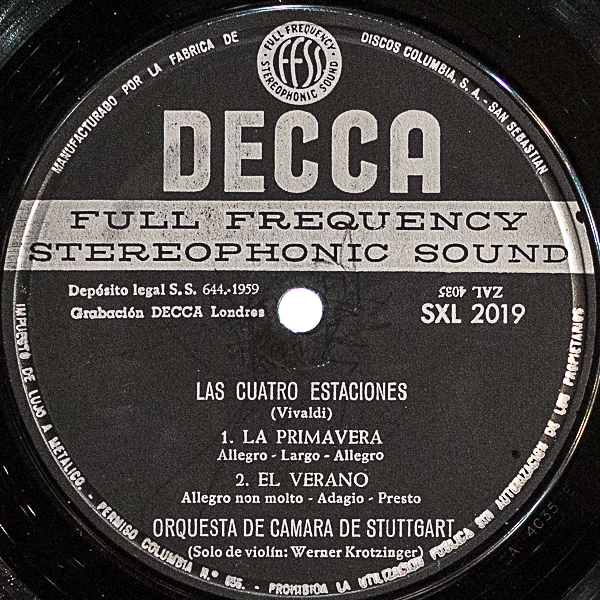 MANUFACTURADO POR LA FABRICA DE DISCOS COLUMBIA, S. A. - SAN SEBASTIAN
FULL FREQUENCY
ffss
STEREOPHONIC SOUND
DECCA
FULL FREQUENCY
STEREOPHONIC SOUND
Depósito legal S. S. 644.-1959
ZAL 4035
Grabación DECCA Londres
SXL 2019
LAS CUATRO ESTACIONES
(Vivaldi)
1. LA PRIMAVERA
Allegro - Largo - Allegro
2. EL VERANO
Allegro non molto - Adagio - Presto
ORQUESTA DE CAMARA DE STUTTGART
(Solo de violín: Werner Krotzinger)
IMPUESTO DE LUJO A METALICO. - PERMISO COLUMBIA N.º 655. - PROHIBIDA LA UTILIZACION PUBLICA SIN AUTORIZACION DE LOS PROPIETARIOS